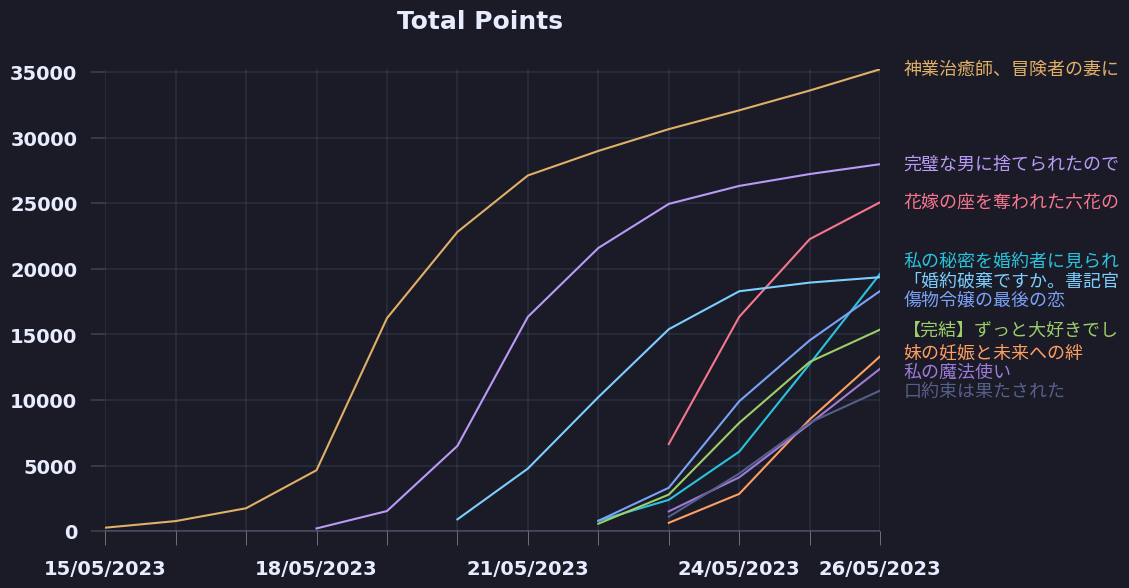 Total Points
35000
30000
25000
20000
15000
10000
5000
0
15/05/2023
18/05/2023
21/05/2023
24/05/2023
26/05/2023
神業治癒師、冒険者の妻に
完璧な男に捨てられたので
花嫁の座を奪われた六花の
私の秘密を婚約者に見られ
「婚約破棄ですか。書記官
傷物令嬢の最後の恋
【完結】ずっと大好きでし
妹の妊娠と未来への絆
私の魔法使い
口約束は果たされた